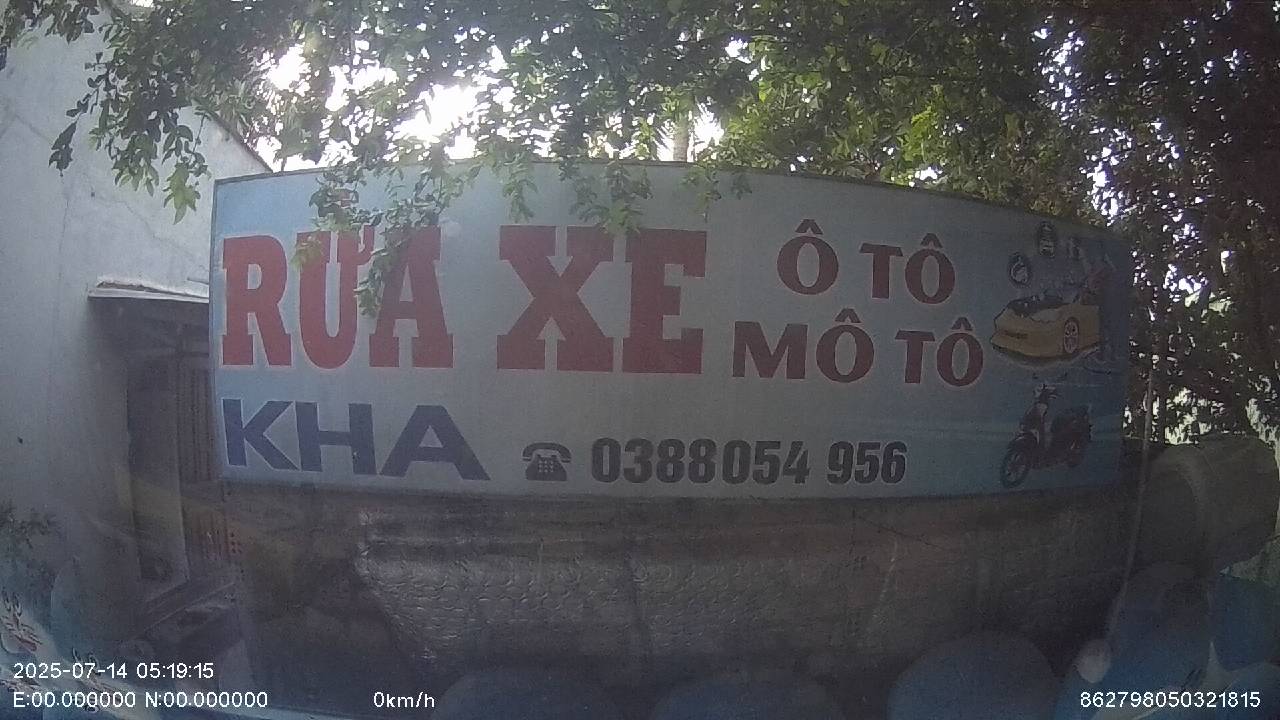 RỬA XE
Ô TÔ
MÔ TÔ
KHA
0388054 956
2025-07-14 05:19:15
E:00.000000 N:00.000000
0km/h
862798050321815